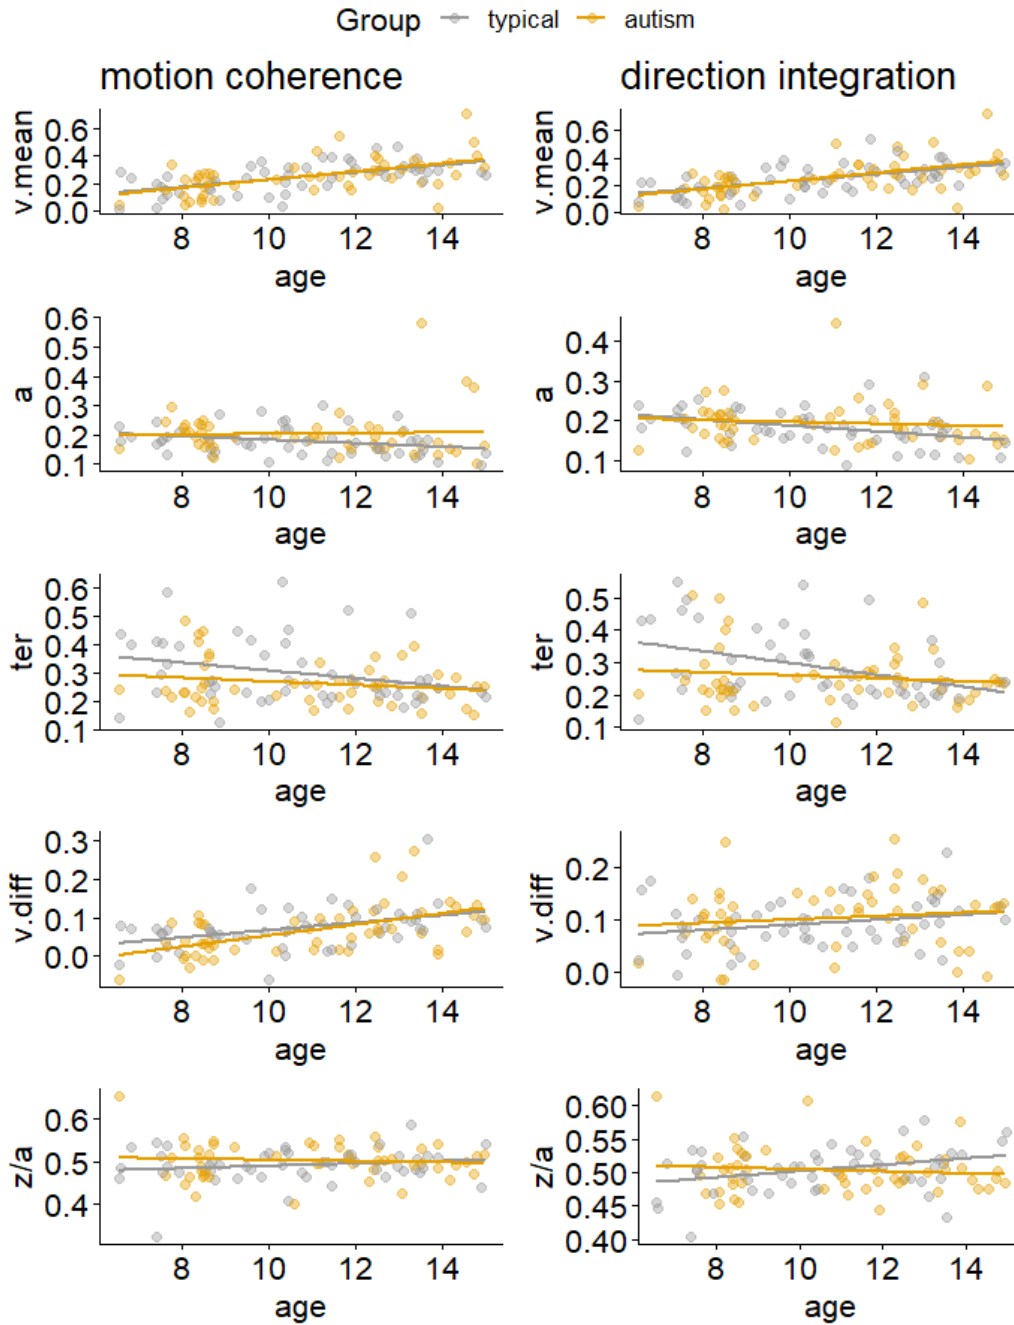 Group typical autism
motion coherence direction integration
v.mean 0.6 0.4 0.2 0.0 v.mean 0.6 0.4 0.2 0.0
8 10 12 14 8 10 12 14
age age
a 0.6 0.5 0.4 0.3 0.2 0.1 a 0.4 0.3 0.2 0.1
8 10 12 14 8 10 12 14
age age
ter 0.6 0.5 0.4 0.3 0.2 0.1 ter 0.5 0.4 0.3 0.2 0.1
8 10 12 14 8 10 12 14
age age
v.diff 0.3 0.2 0.1 0.0 v.diff 0.2 0.1 0.0
8 10 12 14 8 10 12 14
age age
z/a 0.6 0.5 0.4 z/a 0.60 0.55 0.50 0.45 0.40
8 10 12 14 8 10 12 14
age age